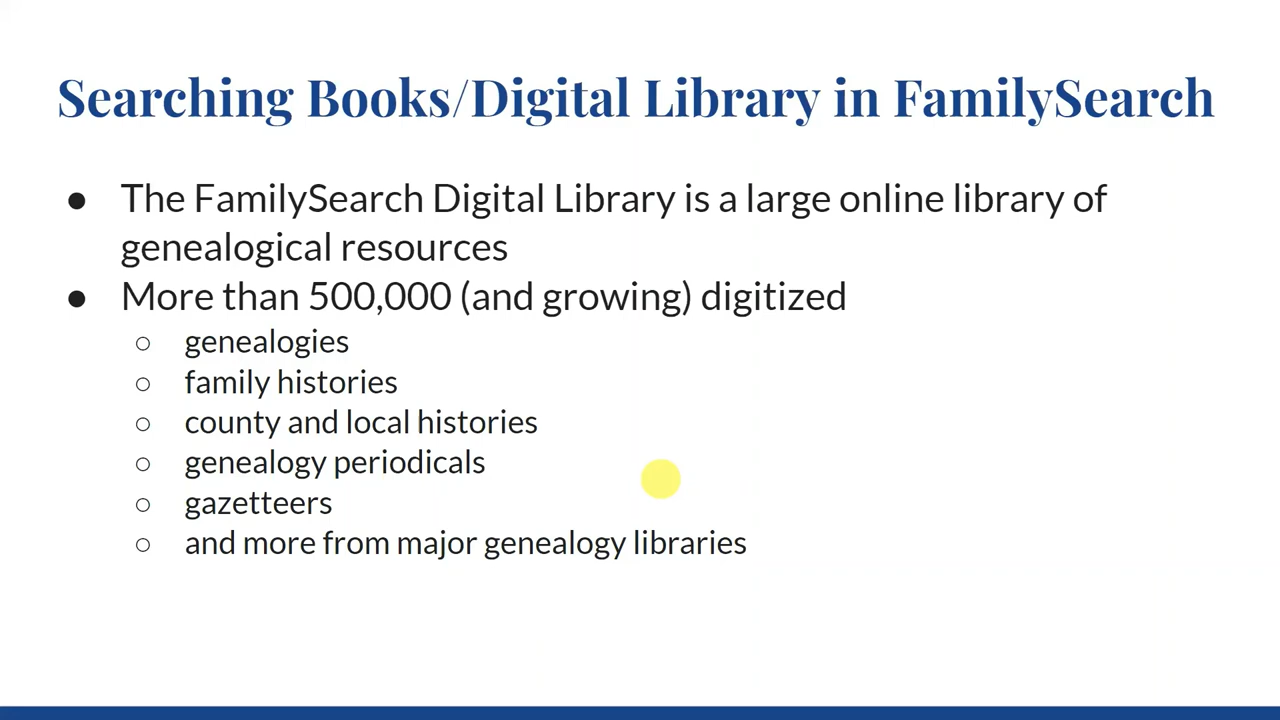 Searching Books/Digital Library in FamilySearch
● The FamilySearch Digital Library is a large online library of
genealogical resources
● More than 500,000 (and growing) digitized
○ genealogies
○ family histories
○ county and local histories
○ genealogy periodicals
○ gazetteers
○ and more from major genealogy libraries